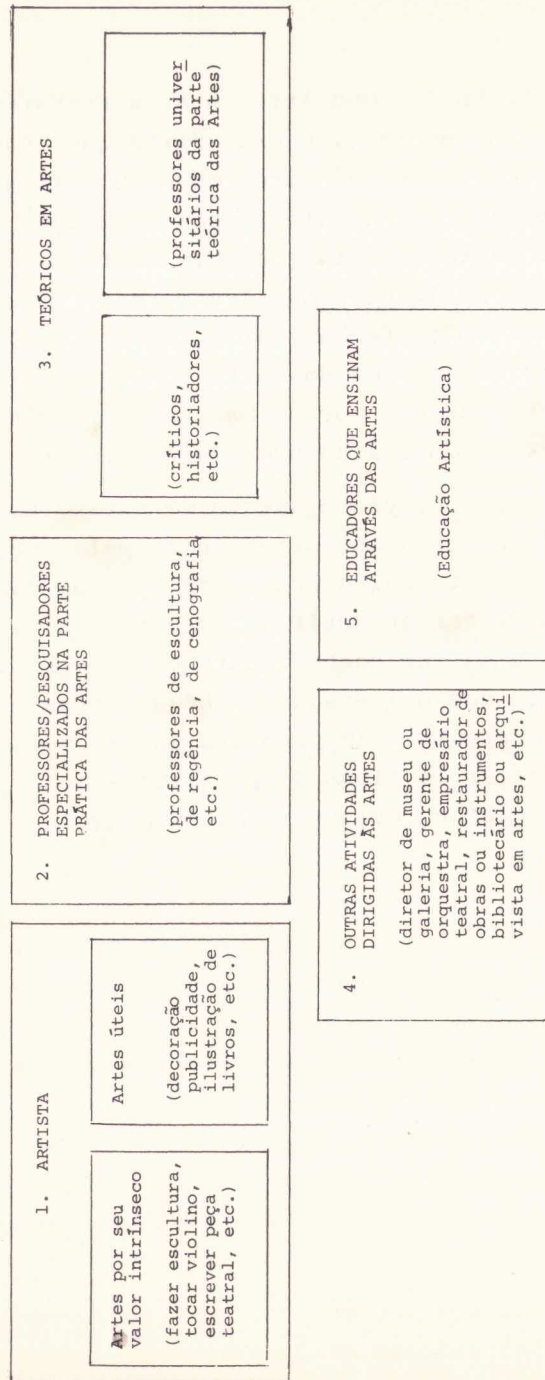 1. ARTISTA
Artes por seu
valor intrínseco
(fazer escultura,
tocar violino,
escrever peça
teatral, etc.)
Artes úteis
(decoração
publicidade,
ilustração de
livros, etc.)
2. PROFESSORES/PESQUISADORES
ESPECIALIZADOS NA PARTE
PRÁTICA DAS ARTES
(professores de escultura,
de regência, de cenografia
etc.)
3. TEÓRICOS EM ARTES
(críticos,
historiadores,
etc.)
(professores univer
sitários da parte
teórica das Artes)
4. OUTRAS ATIVIDADES
DIRIGIDAS ÀS ARTES
(diretor de museu ou
galeria, gerente de
orquestra, empresário
teatral, restaurador de
obras ou instrumentos,
bibliotecário ou arqui
vista em artes, etc.)
5. EDUCADORES QUE ENSINAM
ATRAVÉS DAS ARTES
(Educação Artística)